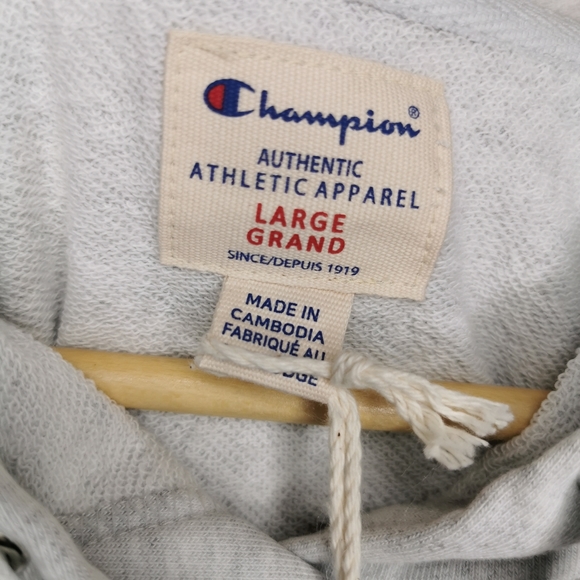 Champion®
AUTHENTIC
ATHLETIC APPAREL
LARGE
GRAND
SINCE/DEPUIS 1919
MADE IN
CAMBODIA
FABRIQUÉ AU